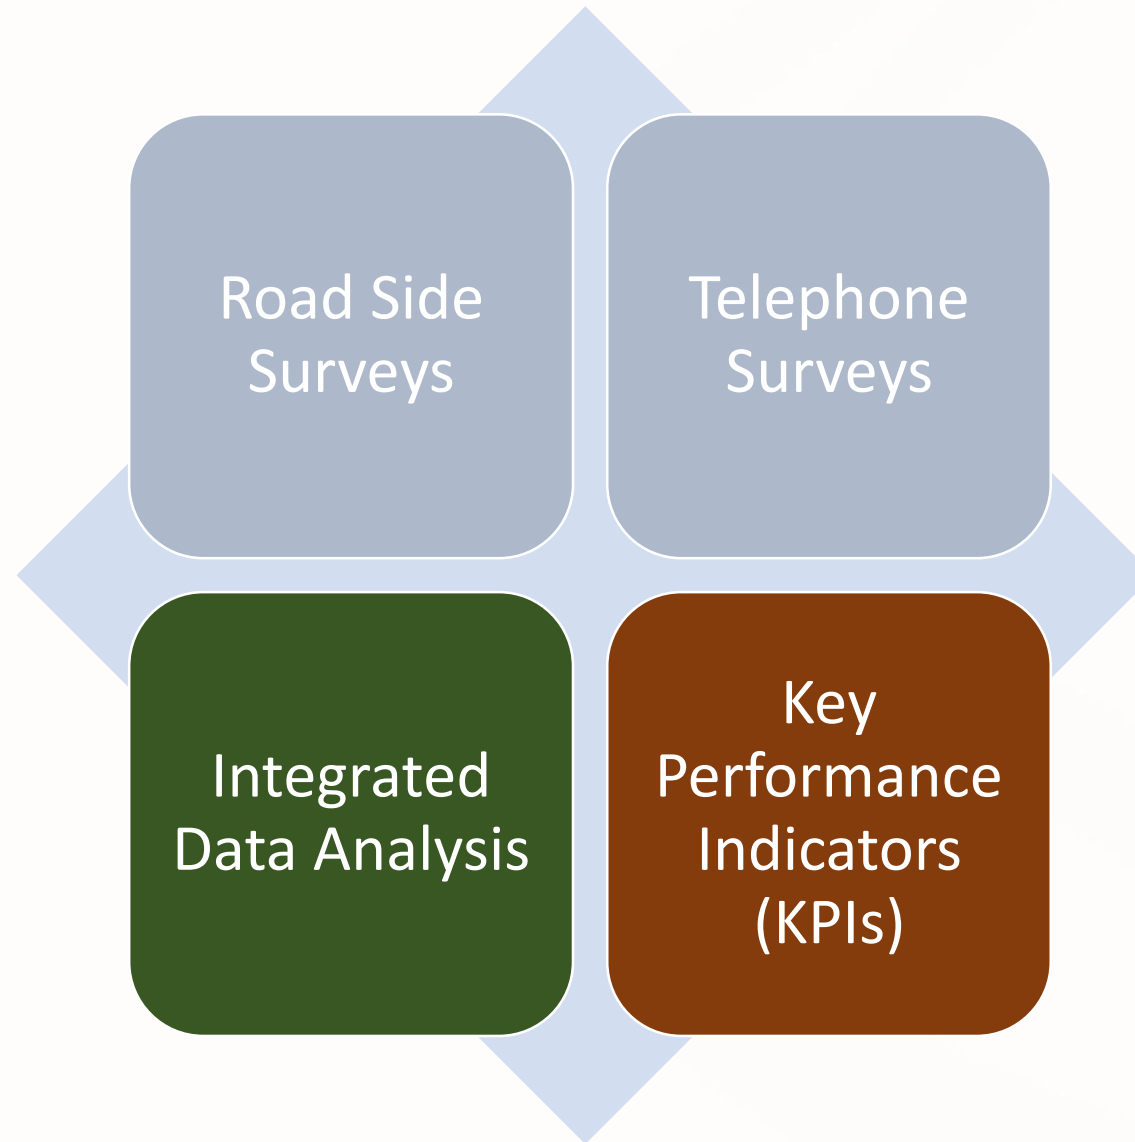 Road Side
Surveys
Telephone
Surveys
Integrated
Data Analysis
Key
Performance
Indicators
(KPIs)